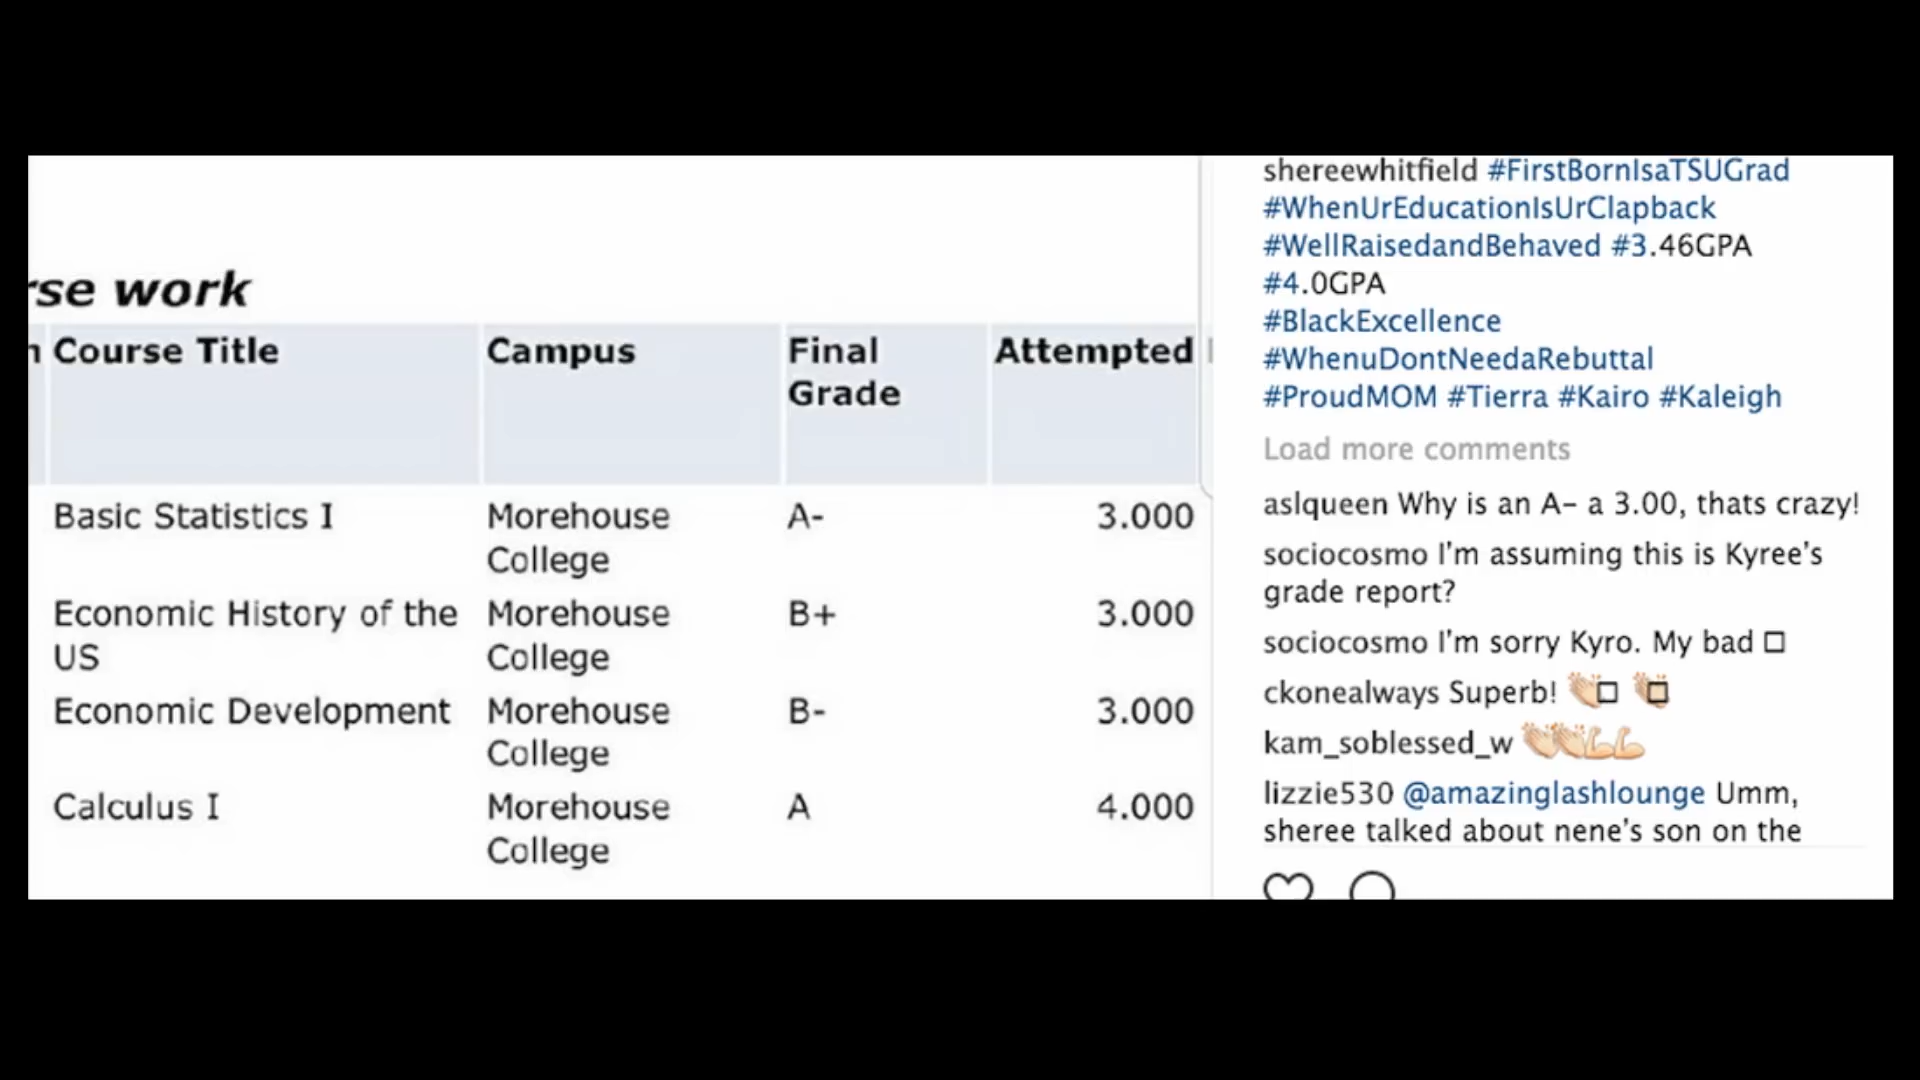 rse work
n Course Title Campus Final Grade Attempted
Basic Statistics I Morehouse College A- 3.000
Economic History of the US Morehouse College B+ 3.000
Economic Development Morehouse College B- 3.000
Calculus I Morehouse College A 4.000
shereewhitfield #FirstBornIsaTSUGrad
#WhenUrEducationIsUrClapback
#WellRaisedandBehaved #3.46GPA
#4.0GPA
#BlackExcellence
#WhenuDontNeedaRebuttal
#ProudMOM #Tierra #Kairo #Kaleigh
Load more comments
aslqueen Why is an A- a 3.00, thats crazy!
sociocosmo I'm assuming this is Kyree's
grade report?
sociocosmo I'm sorry Kyro. My bad
ckonealways Superb! 👏🏻 👏🏻
kam_soblessed_w 👏🏻👏🏻💪🏻💪🏻
lizzie530 @amazinglashlounge Umm,
sheree talked about nene's son on the